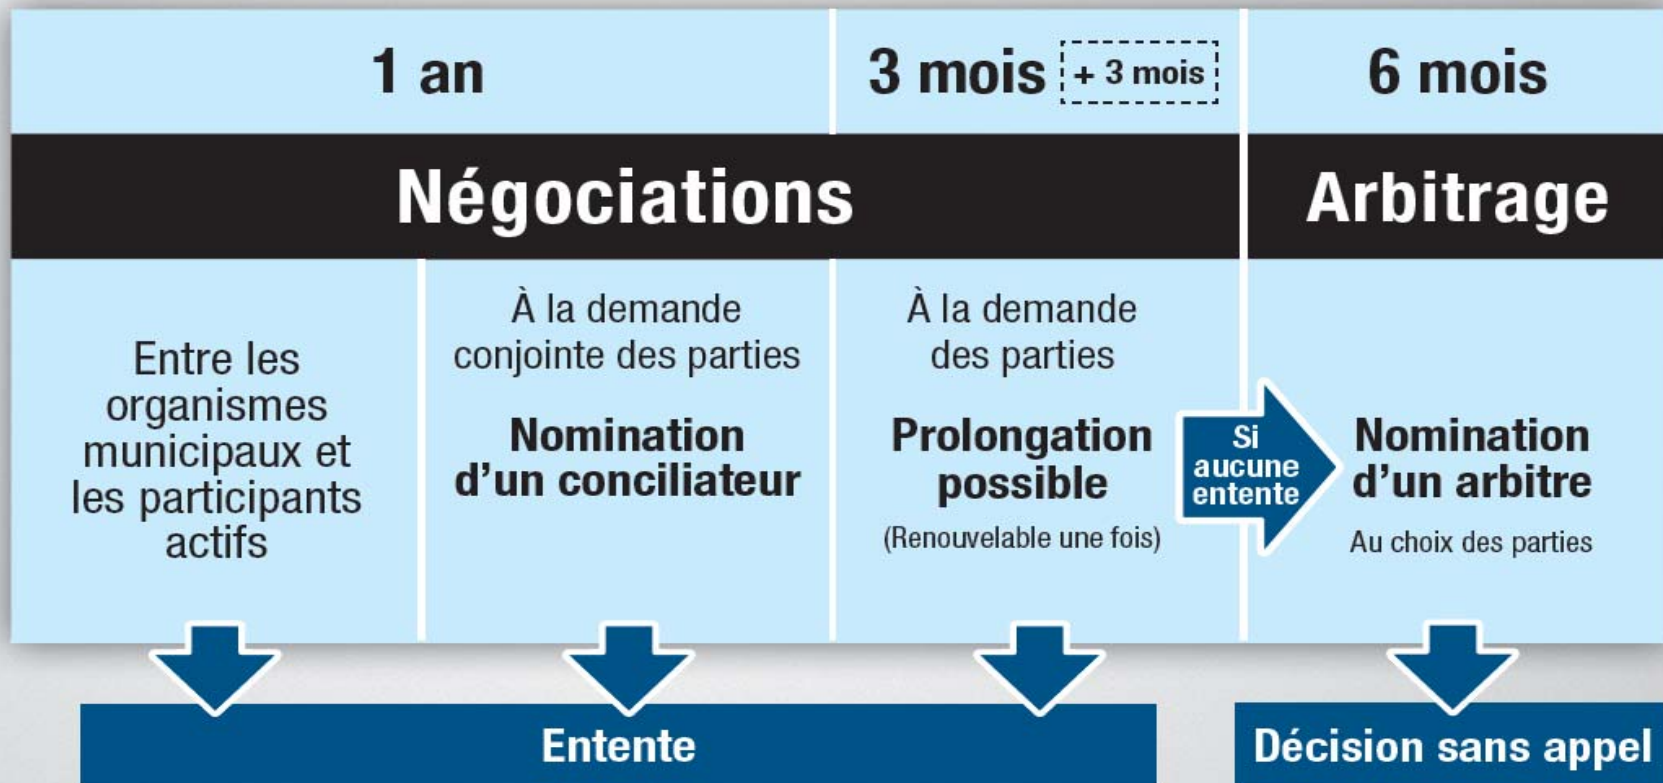 1 an
3 mois + 3 mois
6 mois
Négociations
Arbitrage
Entre les
organismes
municipaux et
les participants
actifs
À la demande
conjointe des parties
Nomination
d'un conciliateur
À la demande
des parties
Prolongation
possible
(Renouvelable une fois)
Si
aucune
entente
Nomination
d'un arbitre
Au choix des parties
Entente
Décision sans appel